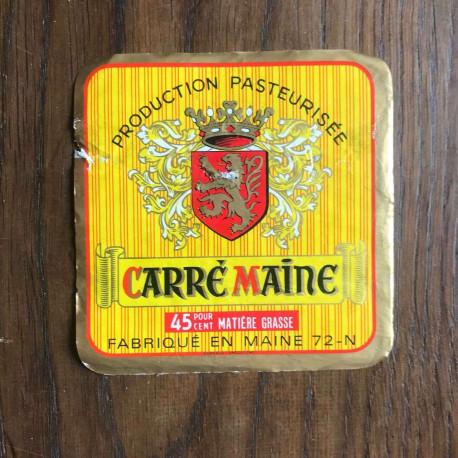 PRODUCTION PASTEURISÉE
CARRÉ MAINE
45 POUR CENT MATIÈRE GRASSE
FABRIQUÉ EN MAINE 72-N